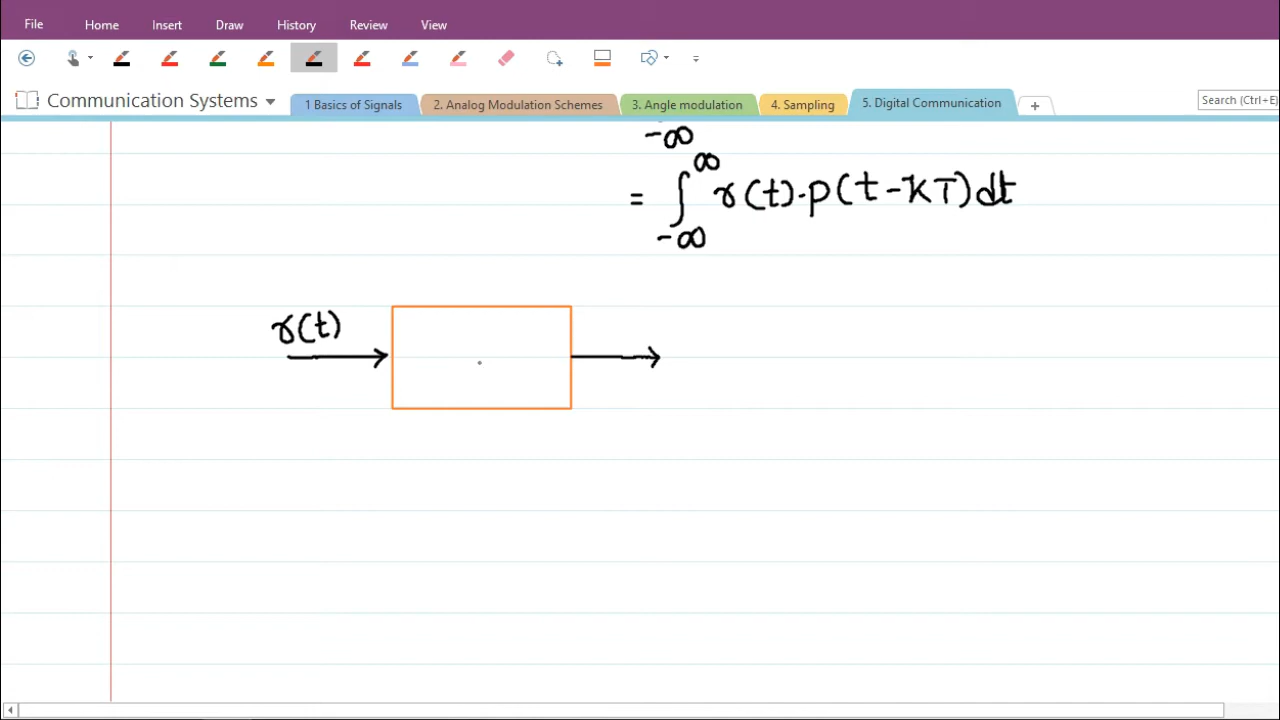 File Home Insert Draw History Review View
Communication Systems 1 Basics of Signals 2. Analog Modulation Schemes 3. Angle modulation 4. Sampling 5. Digital Communication + Search (Ctrl+E)
-∞
= ∫_{-∞}^{∞} r(t)·p(t-kT)dt
r(t)